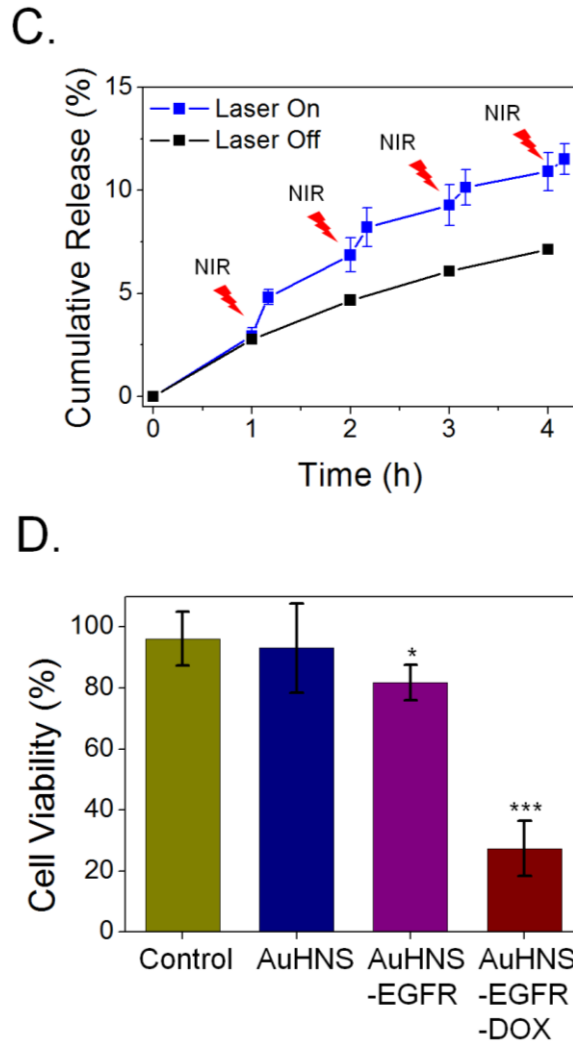 C.
Cumulative Release (%)
15
10
5
0
Laser On
Laser Off
NIR
NIR
NIR
NIR
0 1 2 3 4
Time (h)
D.
Cell Viability (%)
100
80
60
40
20
0
*
***
Control AuHNS AuHNS AuHNS
-EGFR -EGFR
-DOX